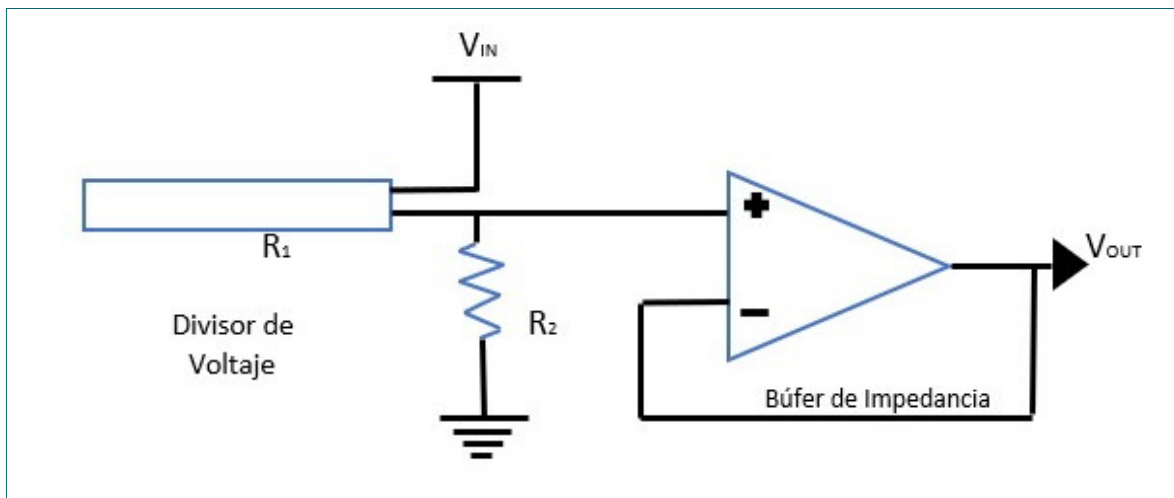 VIN
R1
Divisor de
Voltaje
R2
+
-
VOUT
Búfer de Impedancia